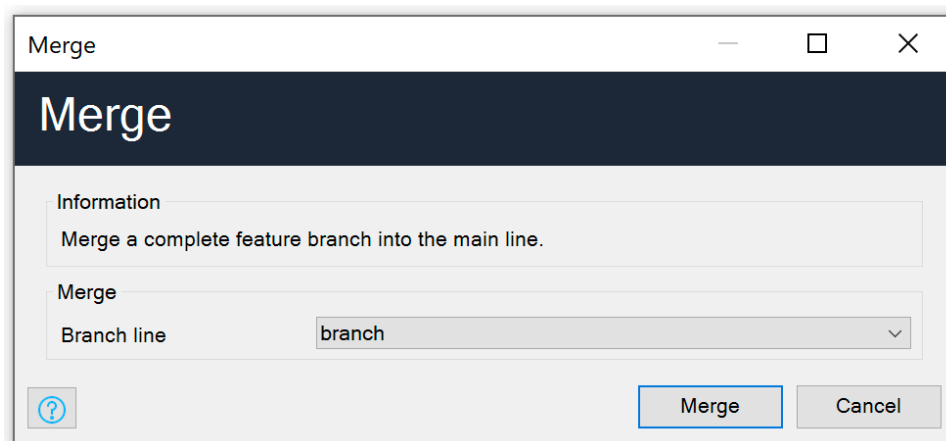 Merge
Merge
Information
Merge a complete feature branch into the main line.
Merge
Branch line branch
? Merge Cancel